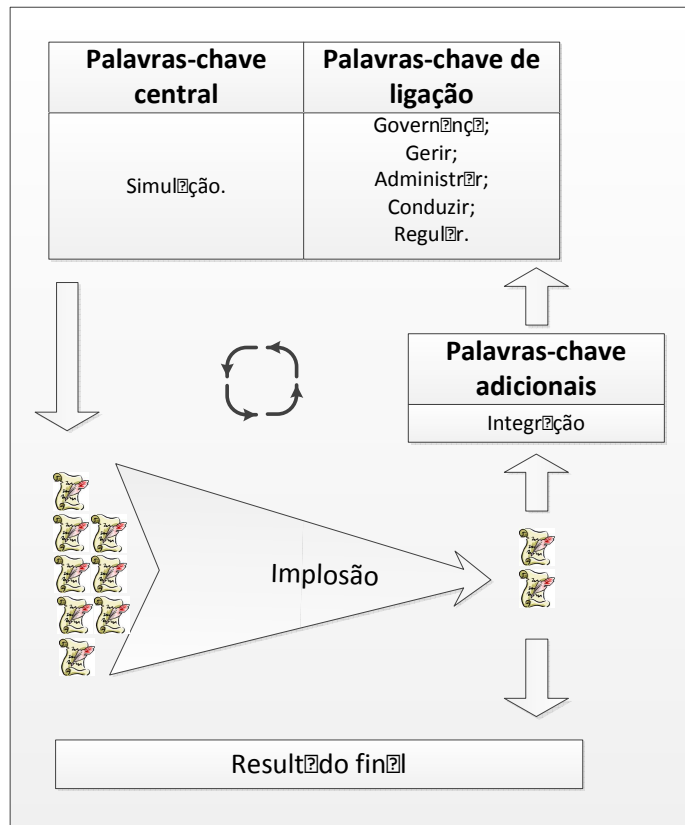 Palavras-chave
central
Palavras-chave de
ligação
Simul�ção.
Govern�nç�;
Gerir;
Administr�r;
Conduzir;
Regul�r.
Palavras-chave
adicionais
Integr�ção
Implosão
Result�do fin�l